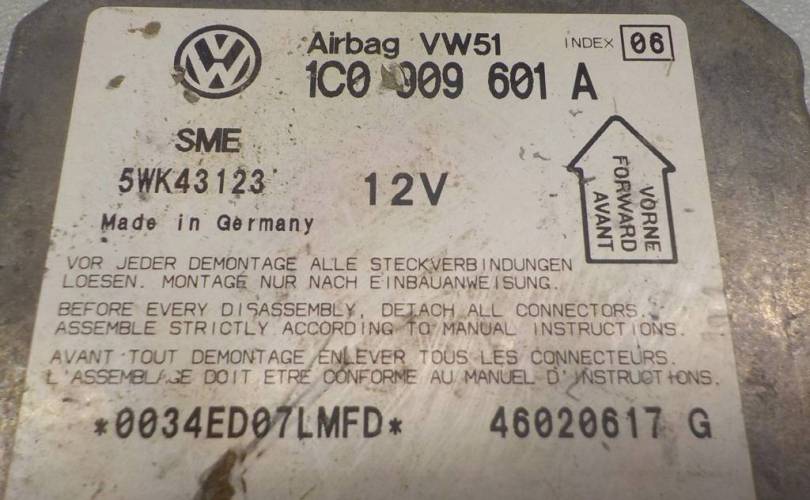 Airbag VW51 INDEX 06
1C0 909 601 A
SME
5WK43123 12V
Made in Germany
VORNE
FORWARD
AVANT
VOR JEDER DEMONTAGE ALLE STECKVERBINDUNGEN
LOESEN. MONTAGE NUR NACH EINBAUANWEISUNG.
BEFORE EVERY DISASSEMBLY, DETACH ALL CONNECTORS.
ASSEMBLE STRICTLY ACCORDING TO MANUAL INSTRUCTIONS.
AVANT TOUT DEMONTAGE ENLEVER TOUS LES CONNECTEURS.
L'ASSEMBLAGE DOIT ETRE CONFORME AU MANUEL D'INSTRUCTIONS.
*0034ED07LMFD* 46020617 G